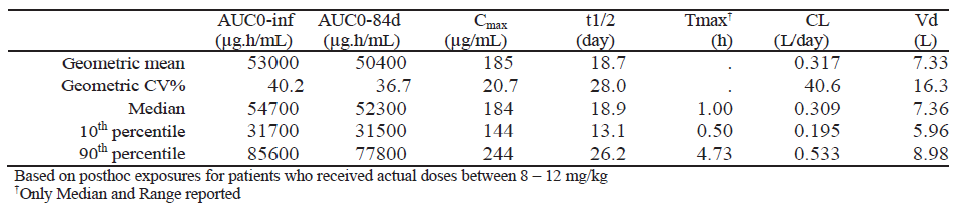 AUC0-inf AUC0-84d Cmax t1/2 Tmax† CL Vd
(µg.h/mL) (µg.h/mL) (µg/mL) (day) (h) (L/day) (L)
Geometric mean 53000 50400 185 18.7 . 0.317 7.33
Geometric CV% 40.2 36.7 20.7 28.0 . 40.6 16.3
Median 54700 52300 184 18.9 1.00 0.309 7.36
10th percentile 31700 31500 144 13.1 0.50 0.195 5.96
90th percentile 85600 77800 244 26.2 4.73 0.533 8.98
Based on posthoc exposures for patients who received actual doses between 8 – 12 mg/kg
†Only Median and Range reported